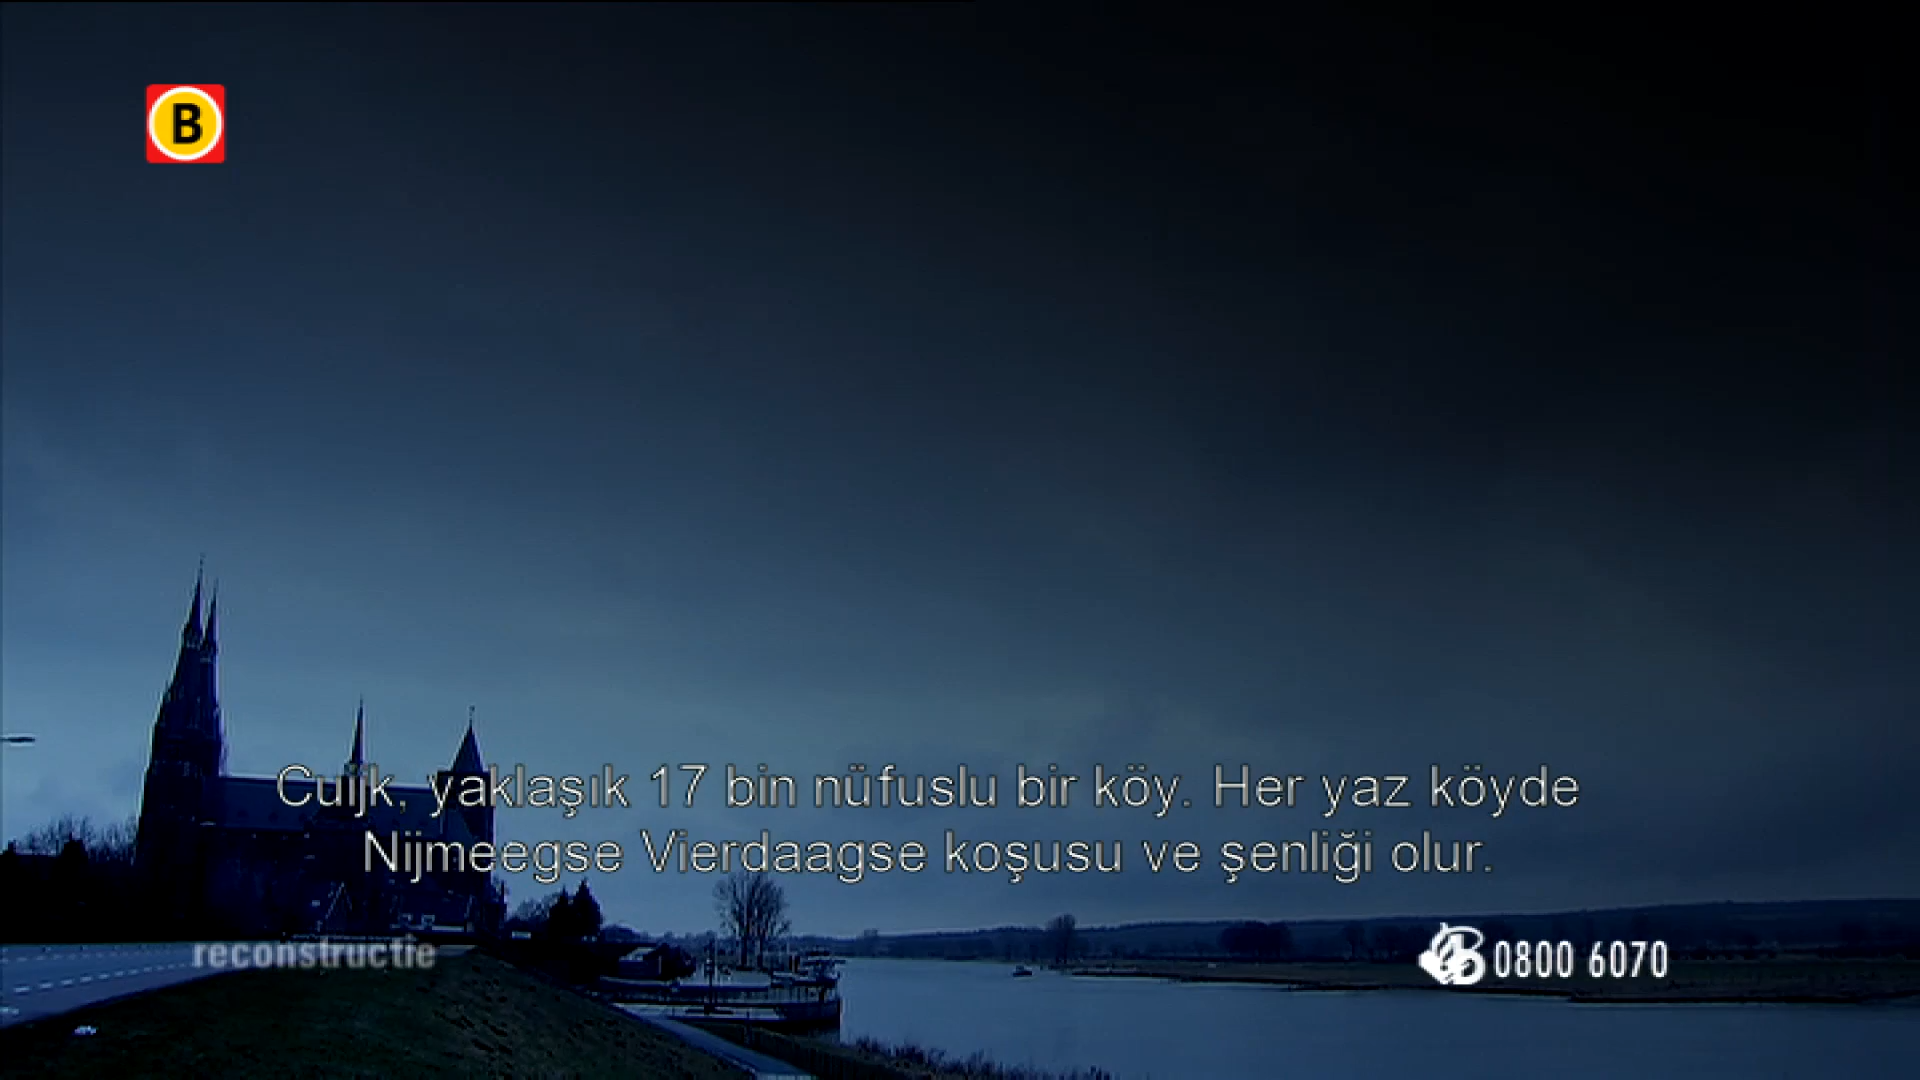 B
Cuijk, yaklaşık 17 bin nüfuslu bir köy. Her yaz köyde
Nijmeegse Vierdaagse koşusu ve şenliği olur.
reconstructie
0800 6070